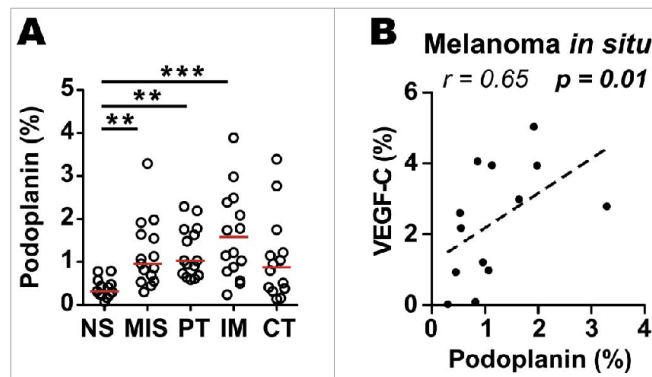 A
Podoplanin (%)
5
4
3
2
1
0
***
**
**
NS MIS PT IM CT
B
Melanoma in situ
r = 0.65 p = 0.01
VEGF-C (%)
6
4
2
0
0 1 2 3 4
Podoplanin (%)